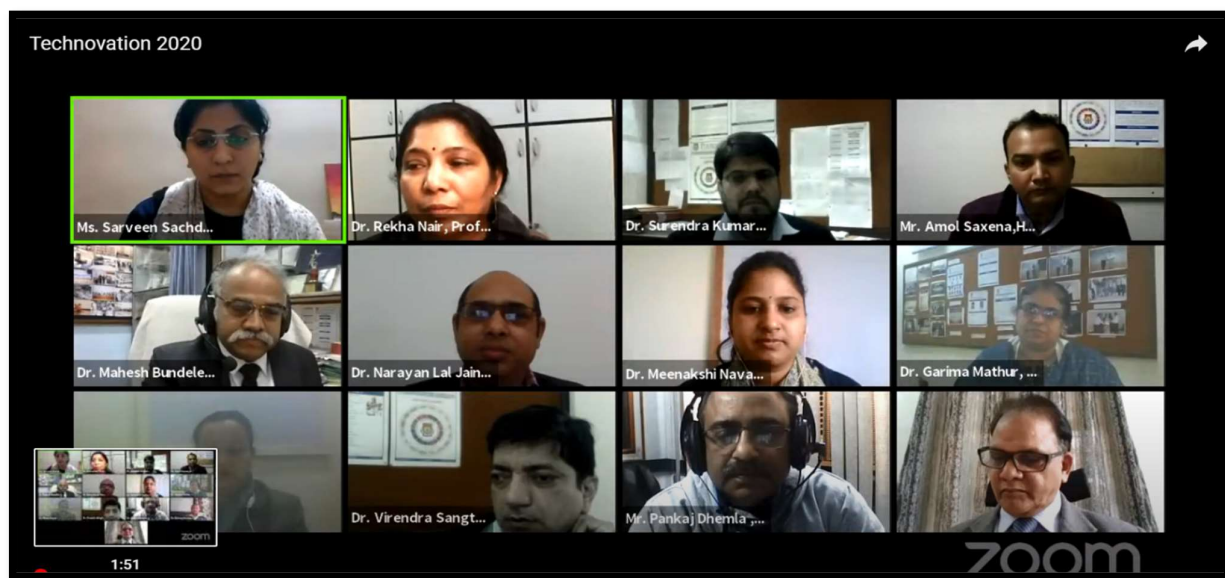 Technovation 2020
Ms. Sarveen Sachd...
Dr. Rekha Nair, Prof...
Dr. Surendra Kumar...
Mr. Amol Saxena,H...
Dr. Mahesh Bundele...
Dr. Narayan Lal Jain...
Dr. Meenakshi Nava...
Dr. Garima Mathur, ...
Dr. Virendra Sangt...
Mr. Pankaj Dhemla ,...
zoom
1:51
zoom